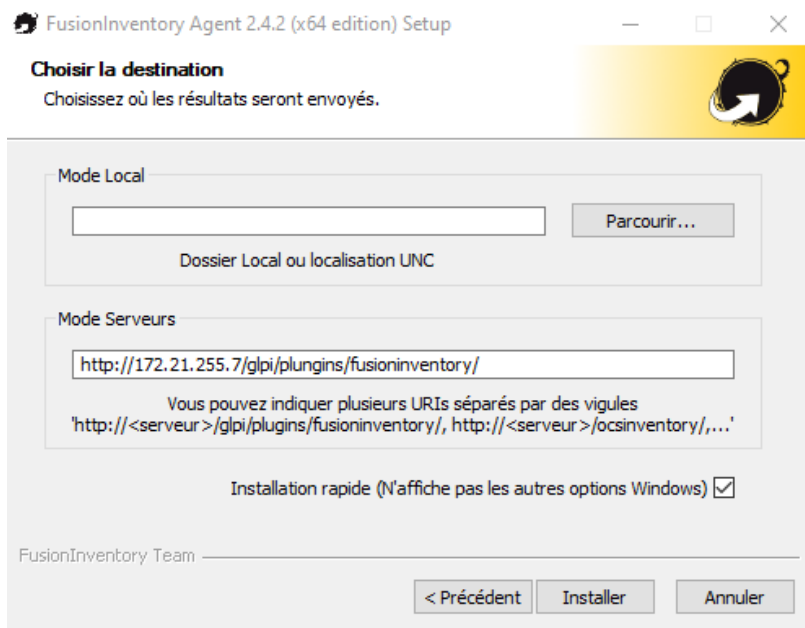 FusionInventory Agent 2.4.2 (x64 edition) Setup
Choisir la destination
Choisissez où les résultats seront envoyés.
Mode Local
Parcourir...
Dossier Local ou localisation UNC
Mode Serveurs
http://172.21.255.7/glpi/plungins/fusioninventory/
Vous pouvez indiquer plusieurs URIs séparés par des vigules
'http://<serveur>/glpi/plugins/fusioninventory/, http://<serveur>/ocsinventory/,...'
Installation rapide (N'affiche pas les autres options Windows)
FusionInventory Team
< Précédent Installer Annuler